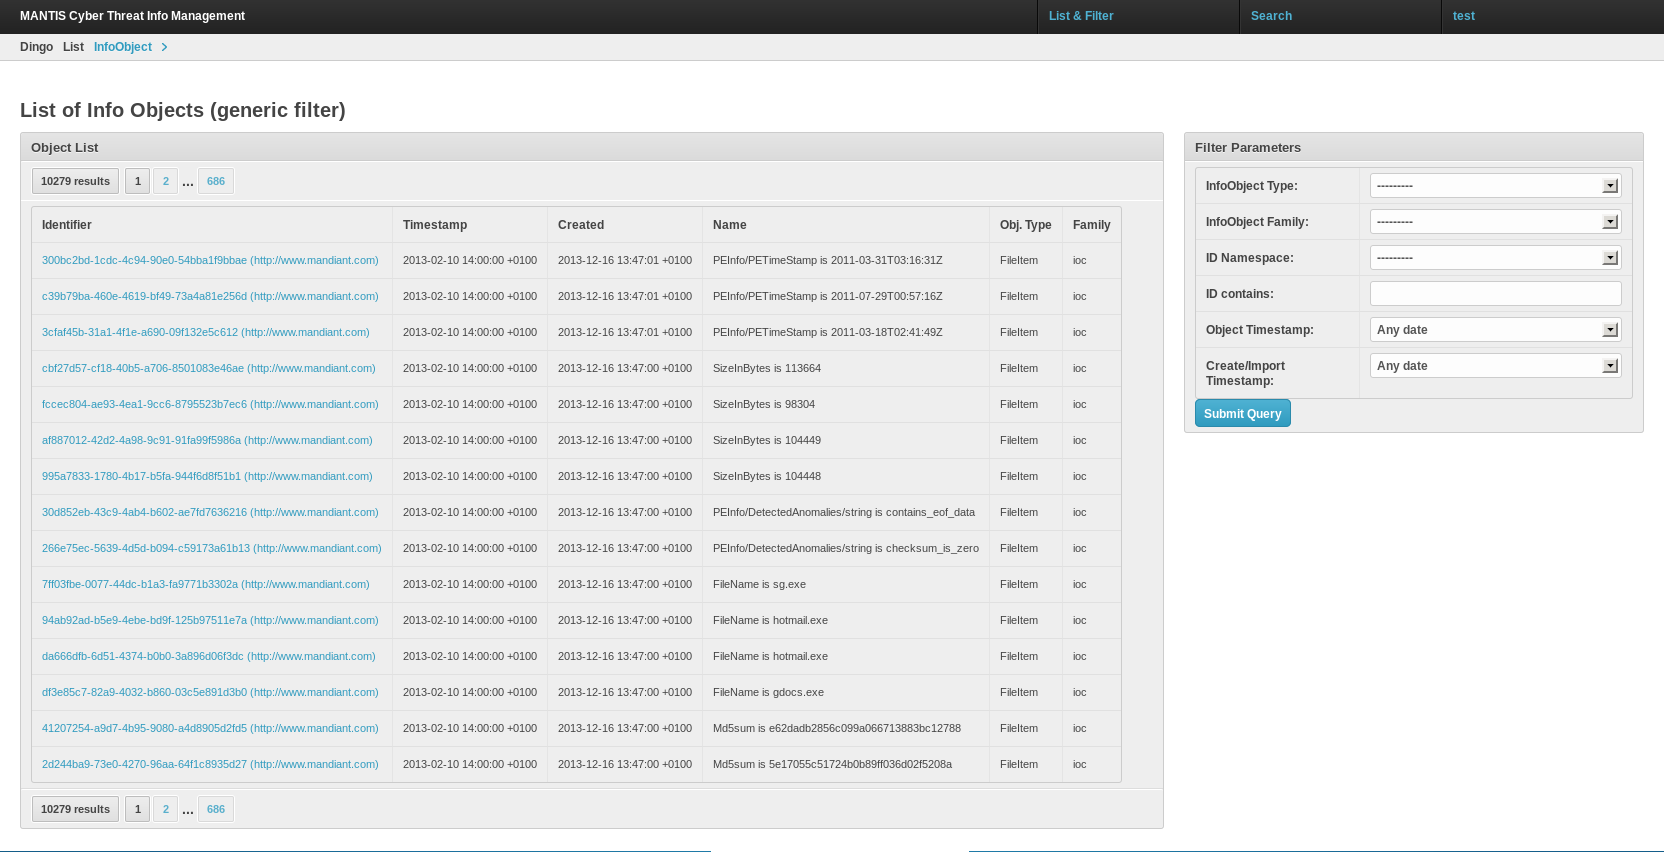 MANTIS Cyber Threat Info Management List & Filter Search test
Dingo List InfoObject >
List of Info Objects (generic filter)
Object List
10279 results 1 2 ... 686
Identifier Timestamp Created Name Obj. Type Family
300bc2bd-1cdc-4c94-90e0-54bba1f9bbae (http://www.mandiant.com) 2013-02-10 14:00:00 +0100 2013-12-16 13:47:01 +0100 PEInfo/PETimeStamp is 2011-03-31T03:16:31Z FileItem ioc
c39b79ba-460e-4619-bf49-73a4a81e256d (http://www.mandiant.com) 2013-02-10 14:00:00 +0100 2013-12-16 13:47:01 +0100 PEInfo/PETimeStamp is 2011-07-29T00:57:16Z FileItem ioc
3cfaf45b-31a1-4f1e-a690-09f132e5c612 (http://www.mandiant.com) 2013-02-10 14:00:00 +0100 2013-12-16 13:47:01 +0100 PEInfo/PETimeStamp is 2011-03-18T02:41:49Z FileItem ioc
cbf27d57-cf18-40b5-a706-8501083e46ae (http://www.mandiant.com) 2013-02-10 14:00:00 +0100 2013-12-16 13:47:00 +0100 SizeInBytes is 113664 FileItem ioc
fccec804-ae93-4ea1-9cc6-8795523b7ec6 (http://www.mandiant.com) 2013-02-10 14:00:00 +0100 2013-12-16 13:47:00 +0100 SizeInBytes is 98304 FileItem ioc
af887012-42d2-4a98-9c91-91fa99f5986a (http://www.mandiant.com) 2013-02-10 14:00:00 +0100 2013-12-16 13:47:00 +0100 SizeInBytes is 104449 FileItem ioc
995a7833-1780-4b17-b5fa-944f6d8f51b1 (http://www.mandiant.com) 2013-02-10 14:00:00 +0100 2013-12-16 13:47:00 +0100 SizeInBytes is 104448 FileItem ioc
30d852eb-43c9-4ab4-b602-ae7fd7636216 (http://www.mandiant.com) 2013-02-10 14:00:00 +0100 2013-12-16 13:47:00 +0100 PEInfo/DetectedAnomalies/string is contains_eof_data FileItem ioc
266e75ec-5639-4d5d-b094-c59173a61b13 (http://www.mandiant.com) 2013-02-10 14:00:00 +0100 2013-12-16 13:47:00 +0100 PEInfo/DetectedAnomalies/string is checksum_is_zero FileItem ioc
7ff03fbe-0077-44dc-b1a3-fa9771b3302a (http://www.mandiant.com) 2013-02-10 14:00:00 +0100 2013-12-16 13:47:00 +0100 FileName is sg.exe FileItem ioc
94ab92ad-b5e9-4ebe-bd9f-125b97511e7a (http://www.mandiant.com) 2013-02-10 14:00:00 +0100 2013-12-16 13:47:00 +0100 FileName is hotmail.exe FileItem ioc
da666dfb-6d51-4374-b0b0-3a896d06f3dc (http://www.mandiant.com) 2013-02-10 14:00:00 +0100 2013-12-16 13:47:00 +0100 FileName is hotmail.exe FileItem ioc
df3e85c7-82a9-4032-b860-03c5e891d3b0 (http://www.mandiant.com) 2013-02-10 14:00:00 +0100 2013-12-16 13:47:00 +0100 FileName is gdocs.exe FileItem ioc
41207254-a9d7-4b95-9080-a4d8905d2fd5 (http://www.mandiant.com) 2013-02-10 14:00:00 +0100 2013-12-16 13:47:00 +0100 Md5sum is e62dadb2856c099a066713883bc12788 FileItem ioc
2d244ba9-73e0-4270-96aa-64f1c8935d27 (http://www.mandiant.com) 2013-02-10 14:00:00 +0100 2013-12-16 13:47:00 +0100 Md5sum is 5e17055c51724b0b89ff036d02f5208a FileItem ioc
10279 results 1 2 ... 686
Filter Parameters
InfoObject Type: ---------
InfoObject Family: ---------
ID Namespace: ---------
ID contains:
Object Timestamp: Any date
Create/Import Any date
Timestamp:
Submit Query